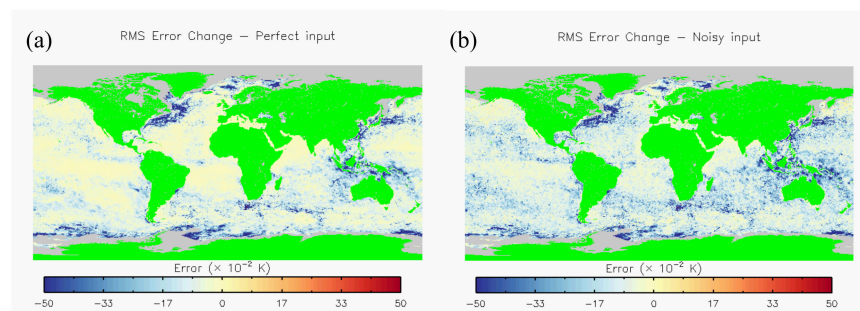 (a)
RMS Error Change – Perfect input
Error (× 10⁻² K)
−50 −33 −17 0 17 33 50
(b)
RMS Error Change – Noisy input
Error (× 10⁻² K)
−50 −33 −17 0 17 33 50